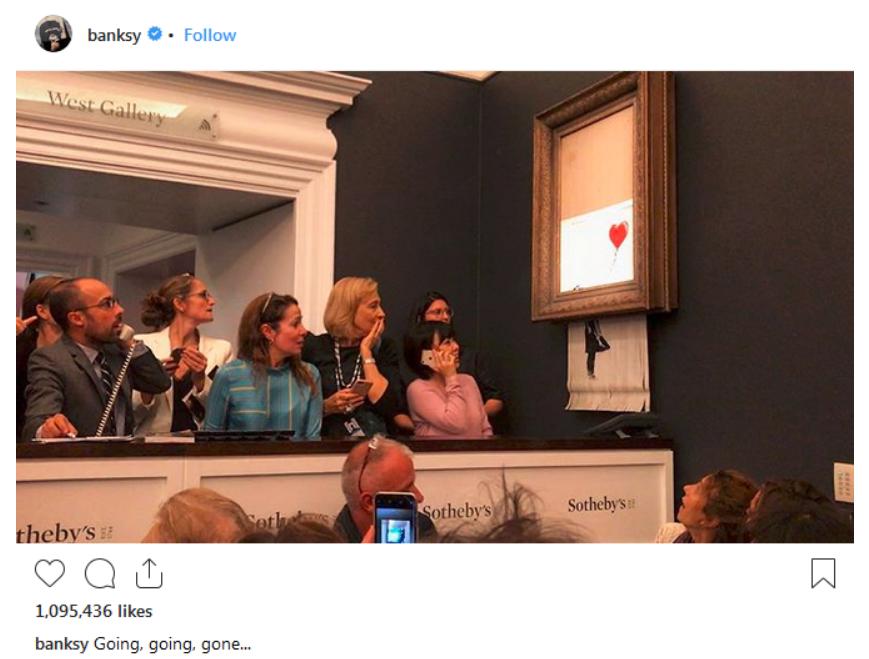 banksy • Follow
West Gallery
theby's
Sotheby's
Sotheby's
1,095,436 likes
banksy Going, going, gone...